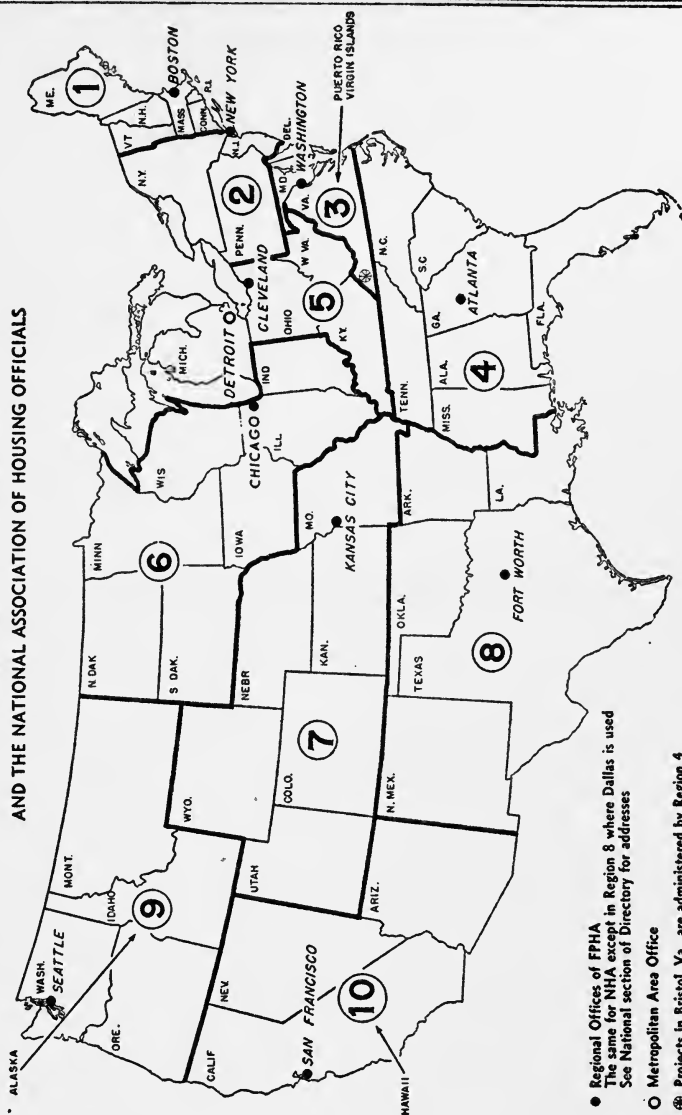 AND THE NATIONAL ASSOCIATION OF HOUSING OFFICIALS
ALASKA
WASH.
SEATTLE
ORE.
IDAHO
9
MONT.
WYO.
CALIF
NEV.
UTAH
SAN FRANCISCO
10
HAWAII
ARIZ.
N. MEX.
COLO.
7
N. DAK
S DAK.
NEBR
KAN.
MINN
6
IOWA
WIS
CHICAGO
ILL.
MO.
KANSAS CITY
OKLA.
TEXAS
8
FORT WORTH
ARK.
LA.
MICH.
DETROIT
IND
OHIO
CLEVELAND
5
KY.
W VA.
TENN.
MISS.
ALA.
4
GA.
ATLANTA
FLA.
S.C
N.C.
VA.
3
PUERTO RICO
VIRGIN ISLANDS
WASHINGTON
MD.
DEL.
PENN.
2
N.J.
NEW YORK
N.Y.
VT
N.H.
ME.
1
MASS
BOSTON
CONN.
R.I.
● Regional Offices of FPHA
The same for NHA except in Region 8 where Dallas is used
See National section of Directory for addresses
○ Metropolitan Area Office
Projects in Bristol, Va., are administered by Region 4